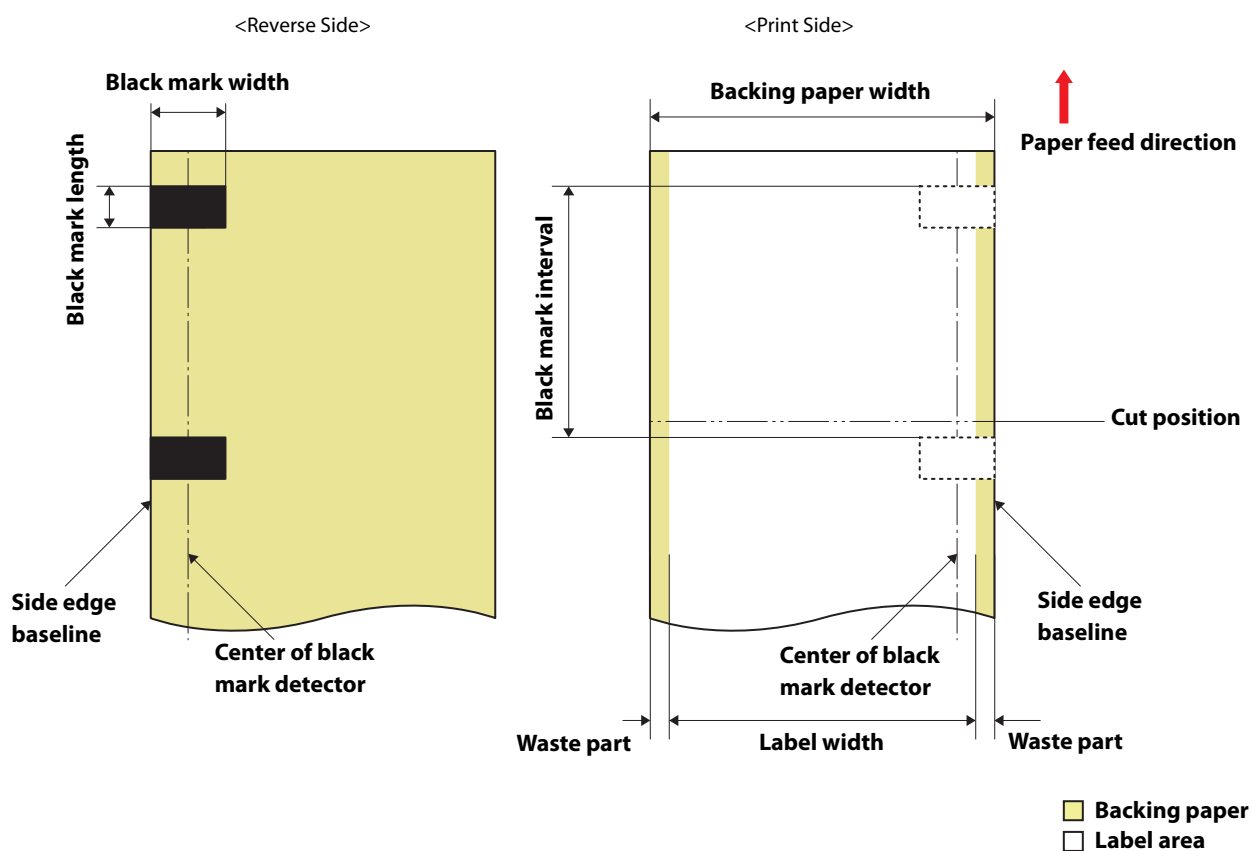 <Reverse Side>
<Print Side>
Black mark width
Backing paper width
Paper feed direction
Black mark length
Black mark interval
Cut position
Side edge
baseline
Center of black
mark detector
Center of black
mark detector
Side edge
baseline
Waste part
Label width
Waste part
Backing paper
Label area